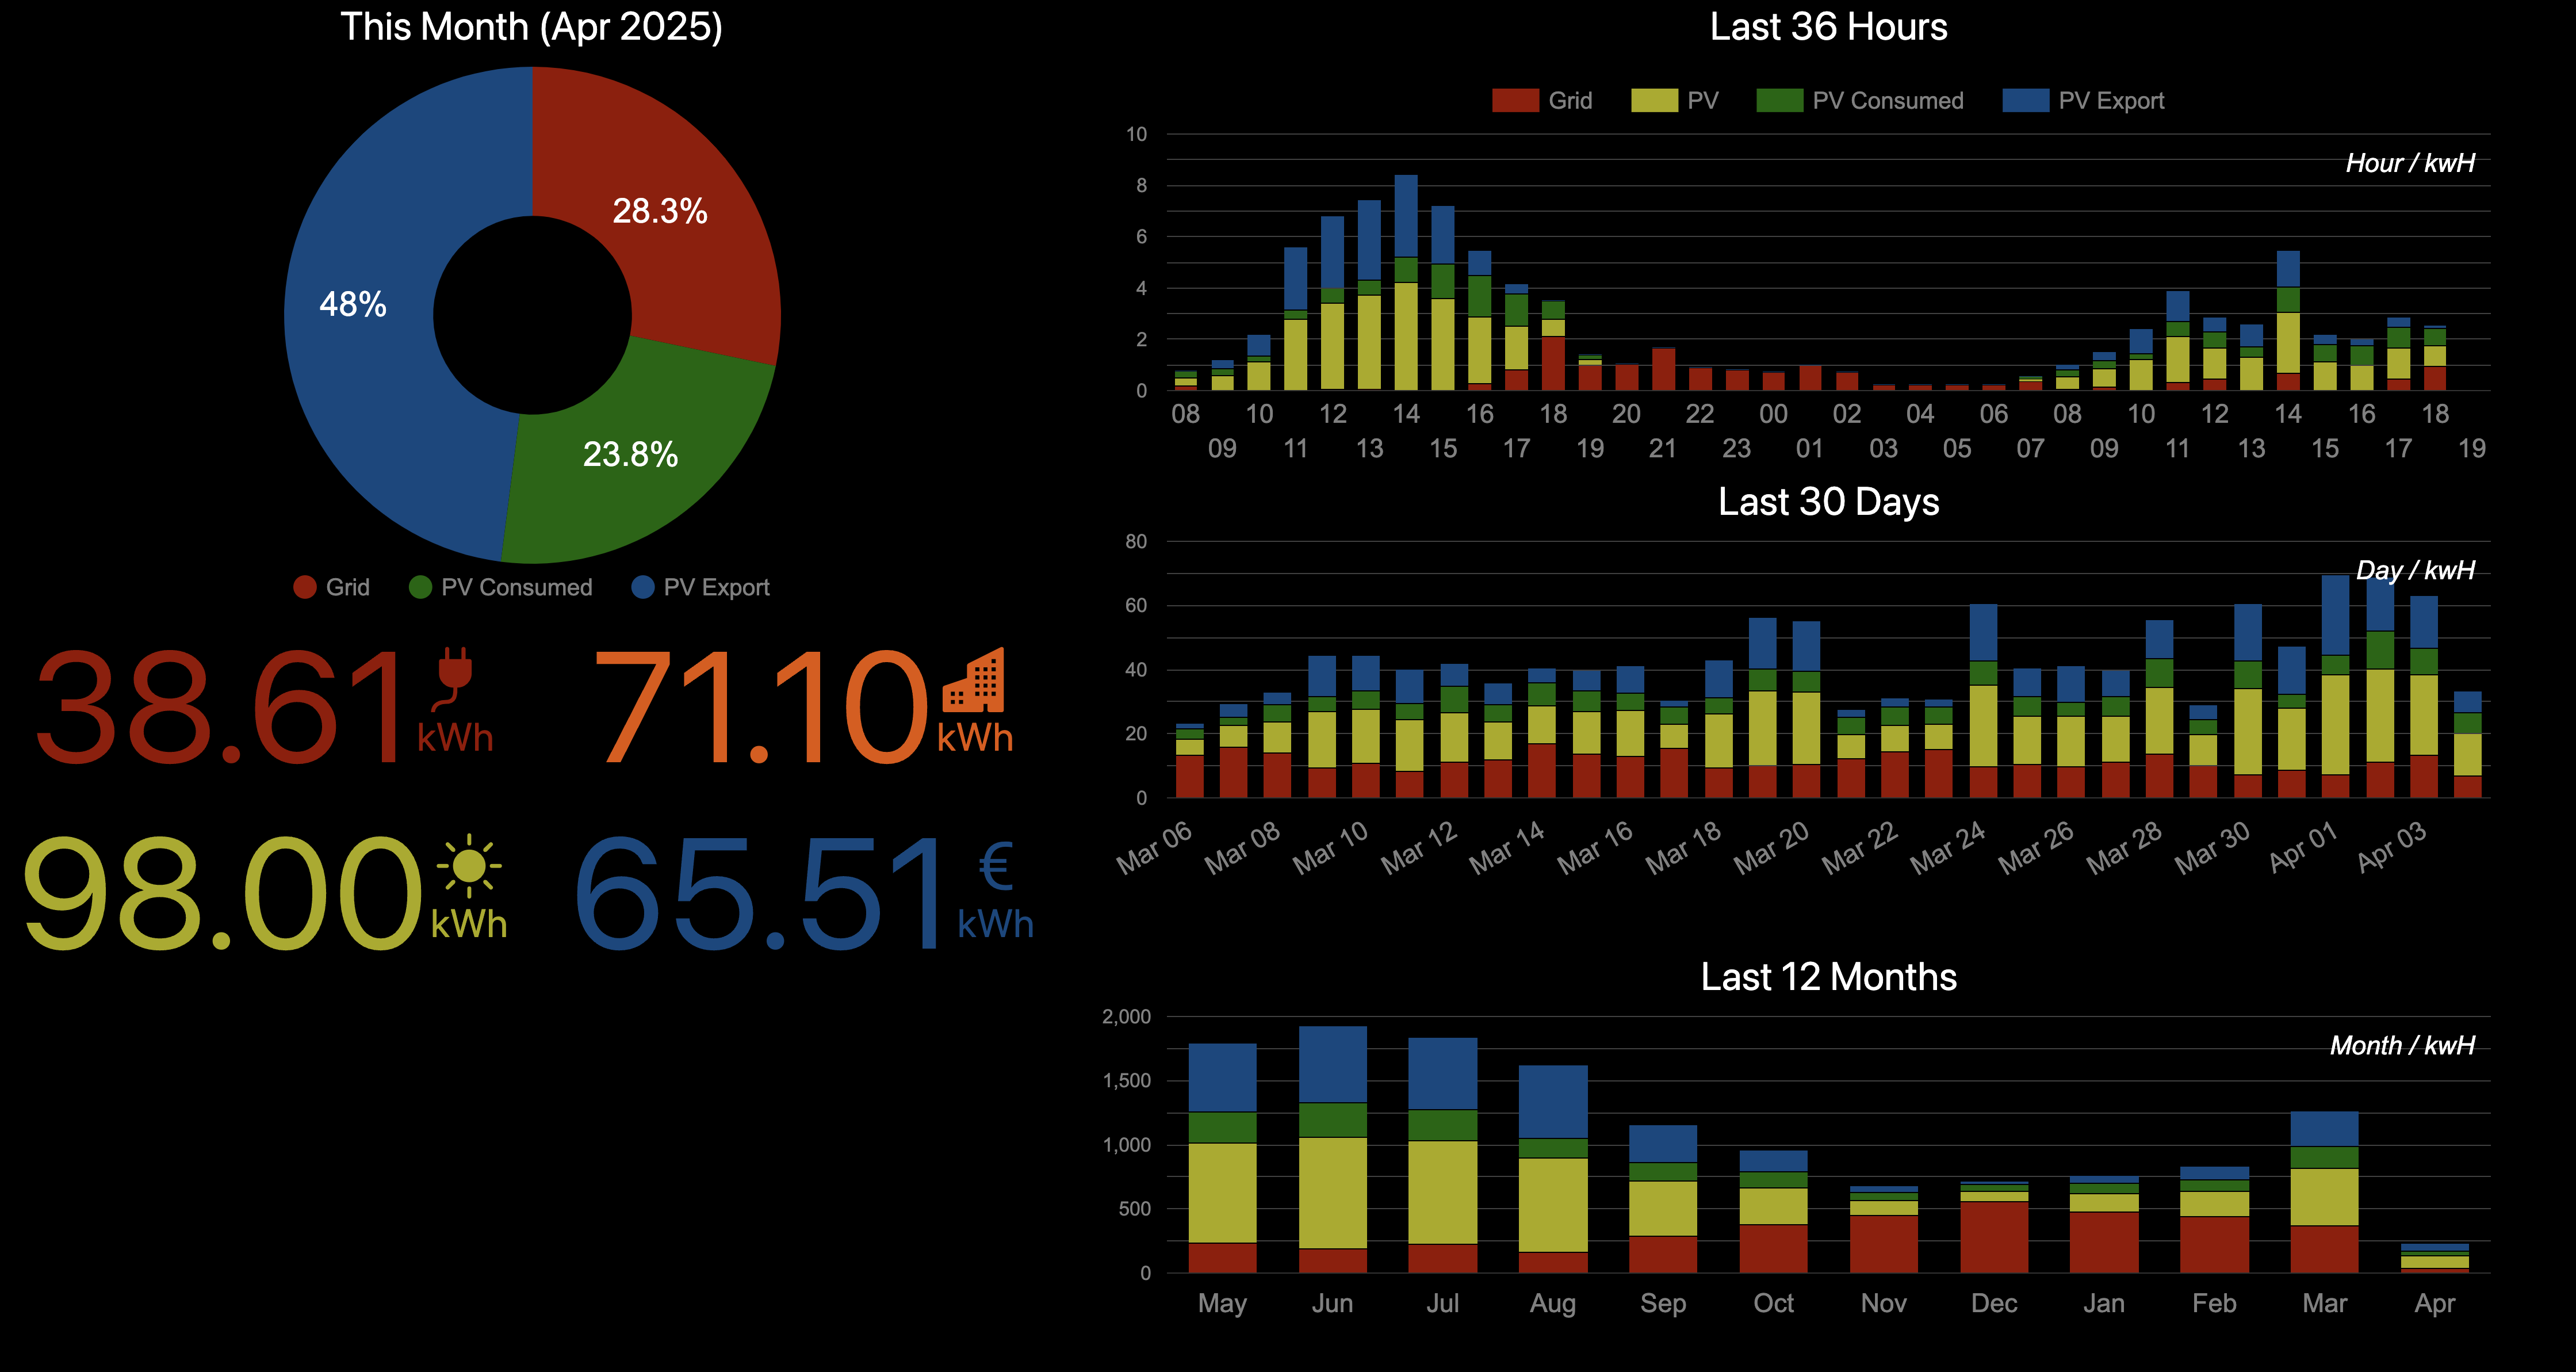 This Month (Apr 2025)
28.3%
48%
23.8%
Grid PV Consumed PV Export
38.61 kWh
71.10 kWh
98.00 kWh
65.51 € kWh
Last 36 Hours
Grid PV PV Consumed PV Export
Hour / kwH
10
8
6
4
2
0
08 10 12 14 16 18 20 22 00 02 04 06 08 10 12 14 16 18
09 11 13 15 17 19 21 23 01 03 05 07 09 11 13 15 17 19
Last 30 Days
Day / kwH
80
60
40
20
0
Mar 06 Mar 08 Mar 10 Mar 12 Mar 14 Mar 16 Mar 18 Mar 20 Mar 22 Mar 24 Mar 26 Mar 28 Mar 30 Apr 01 Apr 03
Last 12 Months
Month / kwH
2,000
1,500
1,000
500
0
May Jun Jul Aug Sep Oct Nov Dec Jan Feb Mar Apr